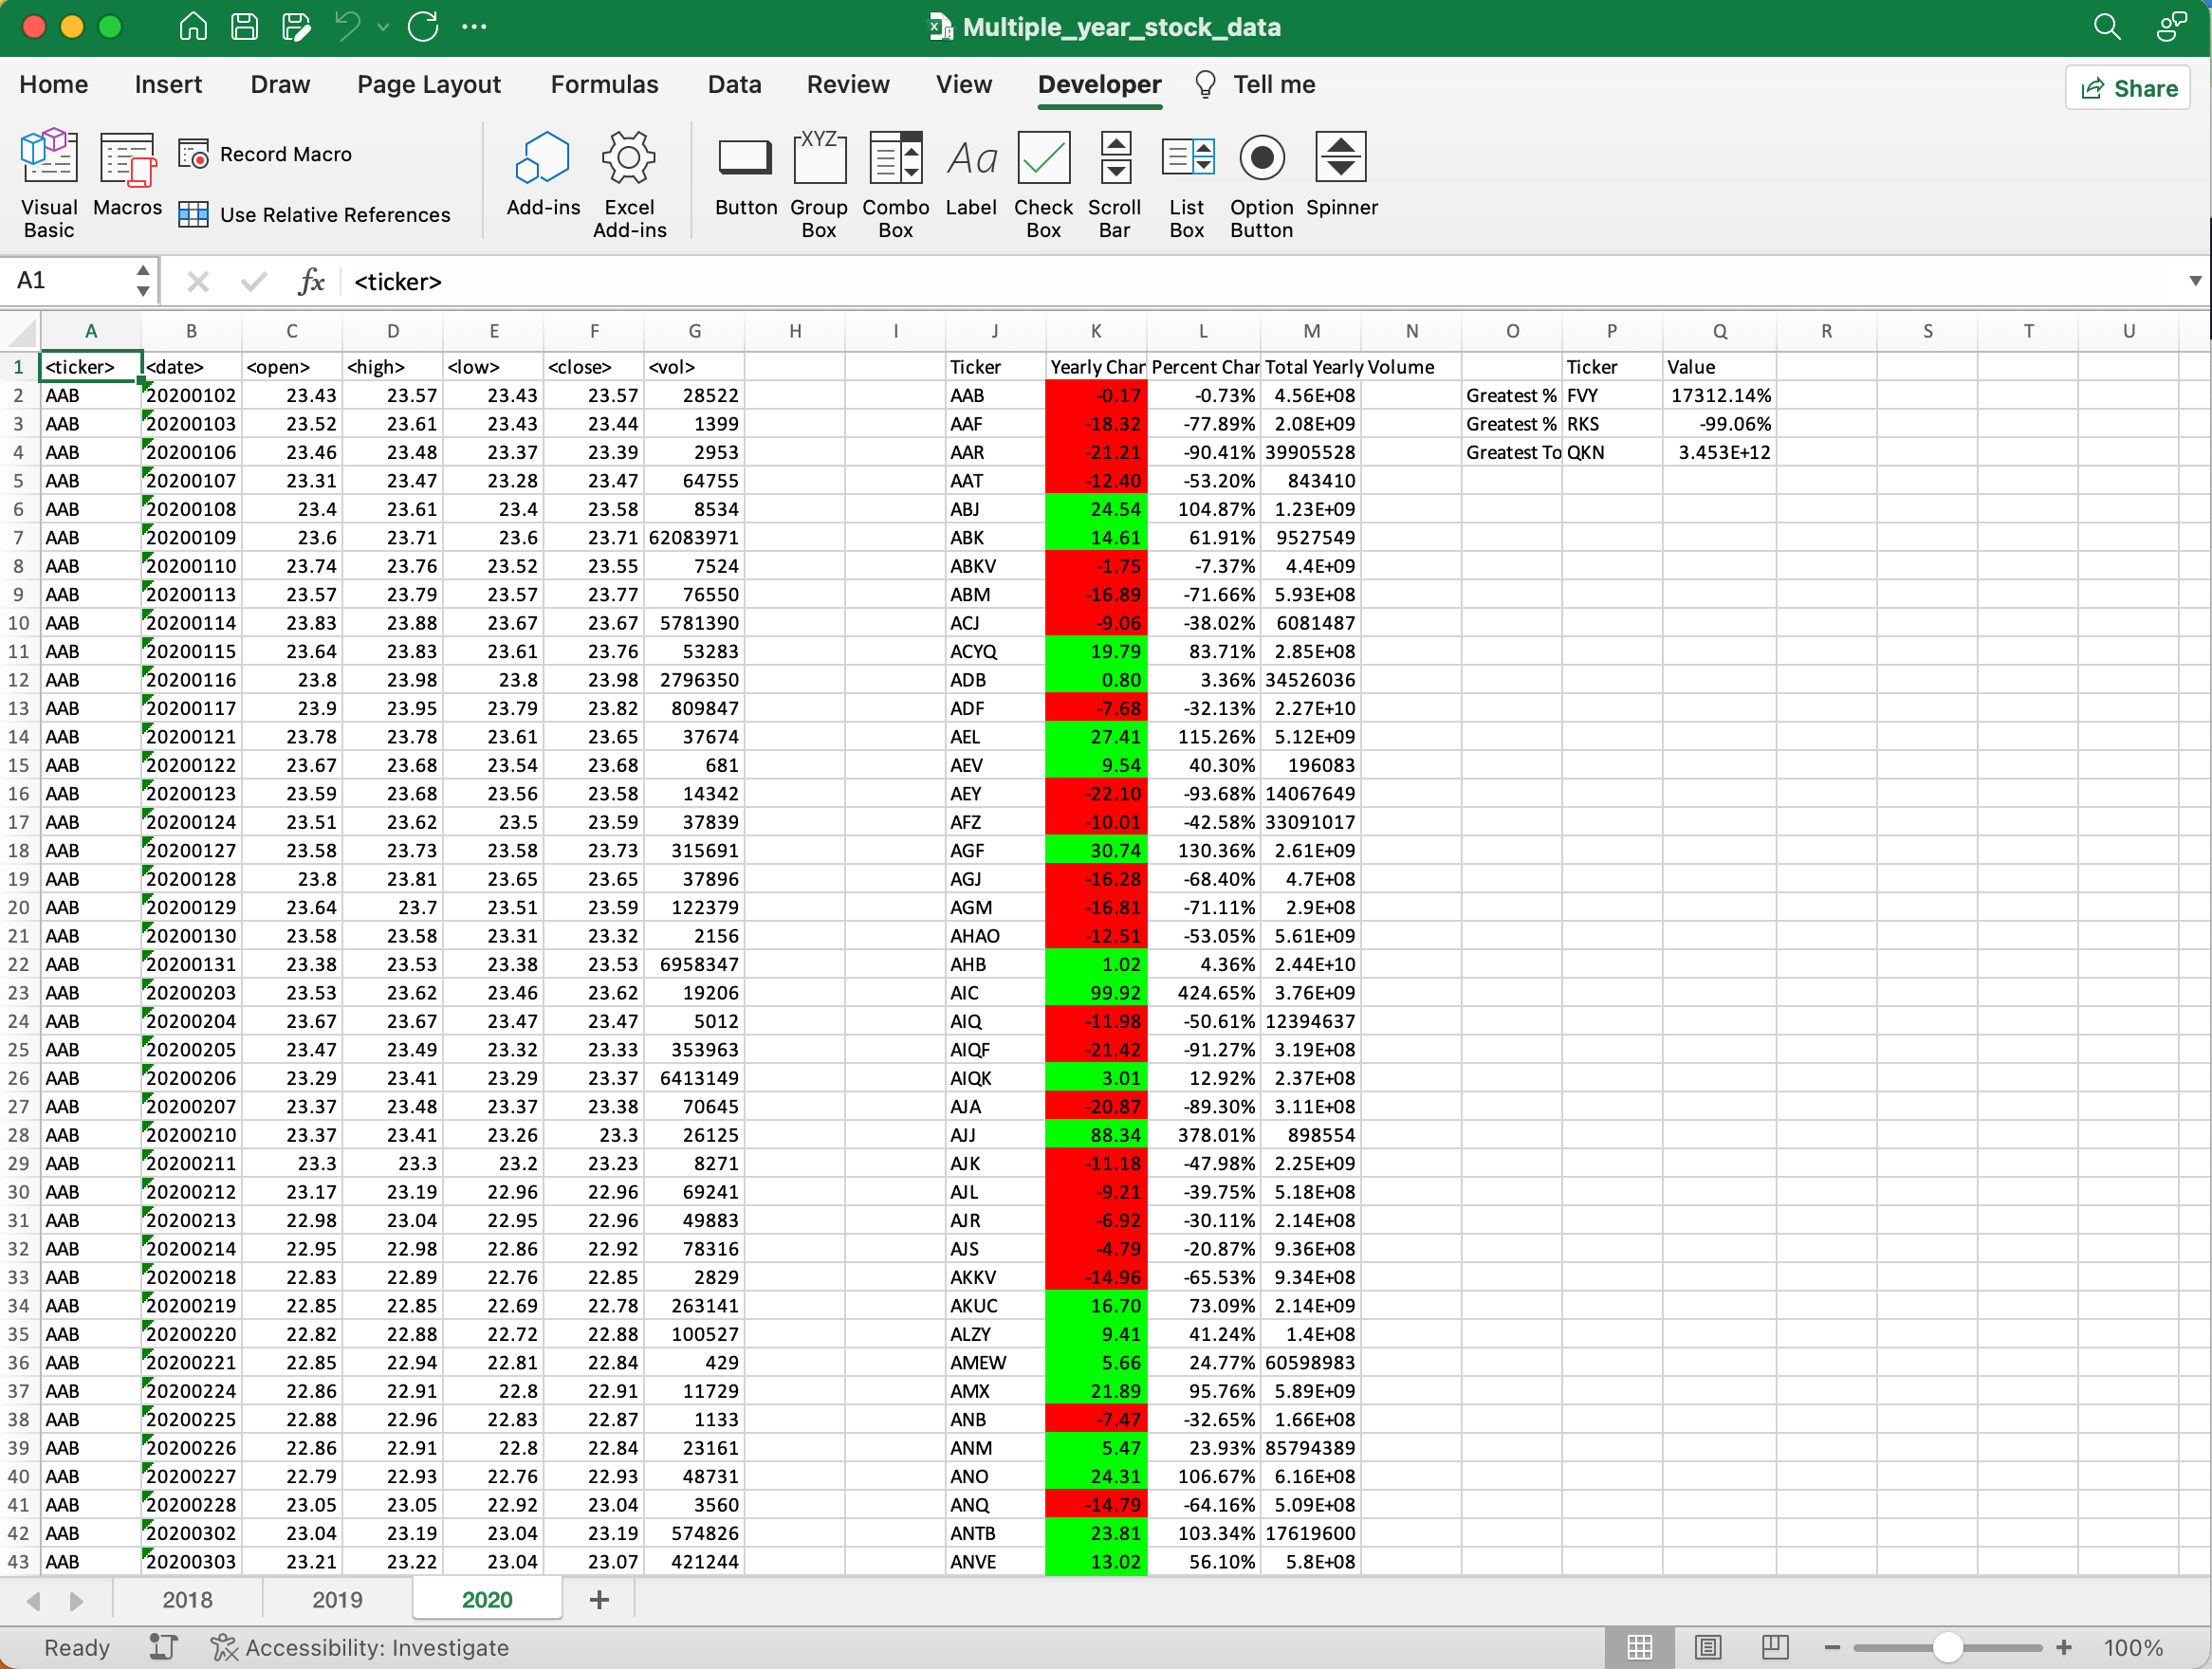 Multiple_year_stock_data
Home Insert Draw Page Layout Formulas Data Review View Developer Tell me Share
Visual Basic Macros Record Macro Use Relative References Add-ins Excel Add-ins Button Group Box Combo Box Label Check Box Scroll Bar List Box Option Button Spinner
XYZ Aa
A1 fx <ticker>
A B C D E F G H I J K L M N O P Q R S T U
1 <ticker> <date> <open> <high> <low> <close> <vol> Ticker Yearly Char Percent Char Total Yearly Volume Ticker Value
2 AAB 20200102 23.43 23.57 23.43 23.57 28522 AAB -0.17 -0.73% 4.56E+08 Greatest % FVY 17312.14%
3 AAB 20200103 23.52 23.61 23.43 23.44 1399 AAF -18.32 -77.89% 2.08E+09 Greatest % RKS -99.06%
4 AAB 20200106 23.46 23.48 23.37 23.39 2953 AAR -21.21 -90.41% 39905528 Greatest To QKN 3.453E+12
5 AAB 20200107 23.31 23.47 23.28 23.47 64755 AAT -12.40 -53.20% 843410
6 AAB 20200108 23.4 23.61 23.4 23.58 8534 ABJ 24.54 104.87% 1.23E+09
7 AAB 20200109 23.6 23.71 23.6 23.71 62083971 ABK 14.61 61.91% 9527549
8 AAB 20200110 23.74 23.76 23.52 23.55 7524 ABKV -1.75 -7.37% 4.4E+09
9 AAB 20200113 23.57 23.79 23.57 23.77 76550 ABM -16.89 -71.66% 5.93E+08
10 AAB 20200114 23.83 23.88 23.67 23.67 5781390 ACJ -9.06 -38.02% 6081487
11 AAB 20200115 23.64 23.83 23.61 23.76 53283 ACYQ 19.79 83.71% 2.85E+08
12 AAB 20200116 23.8 23.98 23.8 23.98 2796350 ADB 0.80 3.36% 34526036
13 AAB 20200117 23.9 23.95 23.79 23.82 809847 ADF -7.68 -32.13% 2.27E+10
14 AAB 20200121 23.78 23.78 23.61 23.65 37674 AEL 27.41 115.26% 5.12E+09
15 AAB 20200122 23.67 23.68 23.54 23.68 681 AEV 9.54 40.30% 196083
16 AAB 20200123 23.59 23.68 23.56 23.58 14342 AEY -22.10 -93.68% 14067649
17 AAB 20200124 23.51 23.62 23.5 23.59 37839 AFZ -10.01 -42.58% 33091017
18 AAB 20200127 23.58 23.73 23.58 23.73 315691 AGF 30.74 130.36% 2.61E+09
19 AAB 20200128 23.8 23.81 23.65 23.65 37896 AGJ -16.28 -68.40% 4.7E+08
20 AAB 20200129 23.64 23.7 23.51 23.59 122379 AGM -16.81 -71.11% 2.9E+08
21 AAB 20200130 23.58 23.58 23.31 23.32 2156 AHAO -12.51 -53.05% 5.61E+09
22 AAB 20200131 23.38 23.53 23.38 23.53 6958347 AHB 1.02 4.36% 2.44E+10
23 AAB 20200203 23.53 23.62 23.46 23.62 19206 AIC 99.92 424.65% 3.76E+09
24 AAB 20200204 23.67 23.67 23.47 23.47 5012 AIQ -11.98 -50.61% 12394637
25 AAB 20200205 23.47 23.49 23.32 23.33 353963 AIQF -21.42 -91.27% 3.19E+08
26 AAB 20200206 23.29 23.41 23.29 23.37 6413149 AIQK 3.01 12.92% 2.37E+08
27 AAB 20200207 23.37 23.48 23.37 23.38 70645 AJA -20.87 -89.30% 3.11E+08
28 AAB 20200210 23.37 23.41 23.26 23.3 26125 AJJ 88.34 378.01% 898554
29 AAB 20200211 23.3 23.3 23.2 23.23 8271 AJK -11.18 -47.98% 2.25E+09
30 AAB 20200212 23.17 23.19 22.96 22.96 69241 AJL -9.21 -39.75% 5.18E+08
31 AAB 20200213 22.98 23.04 22.95 22.96 49883 AJR -6.92 -30.11% 2.14E+08
32 AAB 20200214 22.95 22.98 22.86 22.92 78316 AJS -4.79 -20.87% 9.36E+08
33 AAB 20200218 22.83 22.89 22.76 22.85 2829 AKKV -14.96 -65.53% 9.34E+08
34 AAB 20200219 22.85 22.85 22.69 22.78 263141 AKUC 16.70 73.09% 2.14E+09
35 AAB 20200220 22.82 22.88 22.72 22.88 100527 ALZY 9.41 41.24% 1.4E+08
36 AAB 20200221 22.85 22.94 22.81 22.84 429 AMEW 5.66 24.77% 60598983
37 AAB 20200224 22.86 22.91 22.8 22.91 11729 AMX 21.89 95.76% 5.89E+09
38 AAB 20200225 22.88 22.96 22.83 22.87 1133 ANB -7.47 -32.65% 1.66E+08
39 AAB 20200226 22.86 22.91 22.8 22.84 23161 ANM 5.47 23.93% 85794389
40 AAB 20200227 22.79 22.93 22.76 22.93 48731 ANO 24.31 106.67% 6.16E+08
41 AAB 20200228 23.05 23.05 22.92 23.04 3560 ANQ -14.79 -64.16% 5.09E+08
42 AAB 20200302 23.04 23.19 23.04 23.19 574826 ANTB 23.81 103.34% 17619600
43 AAB 20200303 23.21 23.22 23.04 23.07 421244 ANVE 13.02 56.10% 5.8E+08
2018 2019 2020 +
Ready Accessibility: Investigate 100%